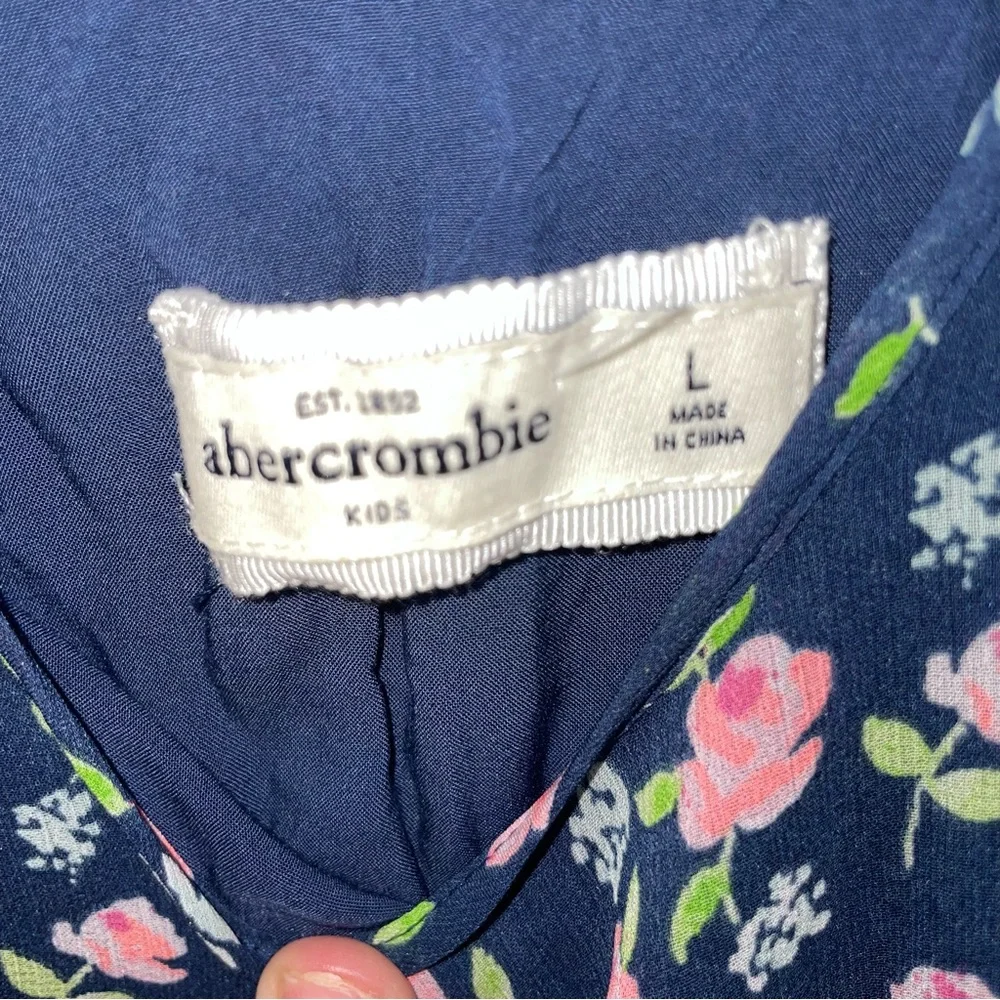 EST. 1892
abercrombie
KIDS
L
MADE
IN CHINA